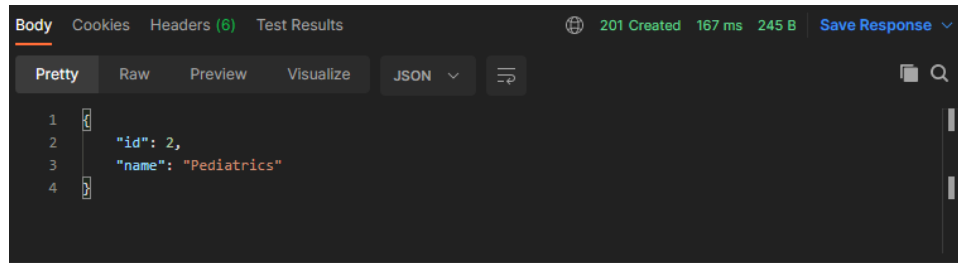 Body Cookies Headers (6) Test Results 201 Created 167 ms 245 B Save Response
Pretty Raw Preview Visualize JSON
1 {
2 "id": 2,
3 "name": "Pediatrics"
4 }